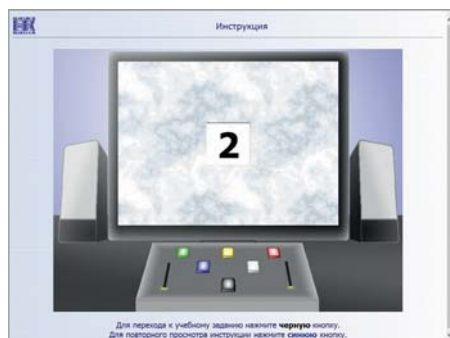 Инструкция
2
Для перехода к учебному заданию нажмите черную кнопку.
Для повторного просмотра инструкции нажмите синюю кнопку.